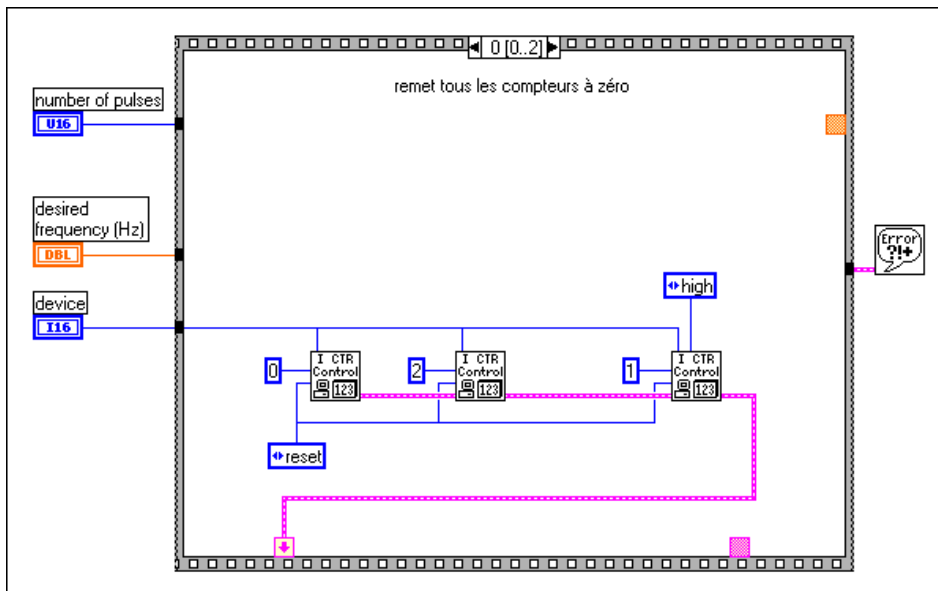 0 [0..2]
remet tous les compteurs à zéro
number of pulses
U16
desired
frequency (Hz)
DBL
device
I16
Error
?!+
high
0
I CTR
Control
123
2
I CTR
Control
123
1
I CTR
Control
123
reset